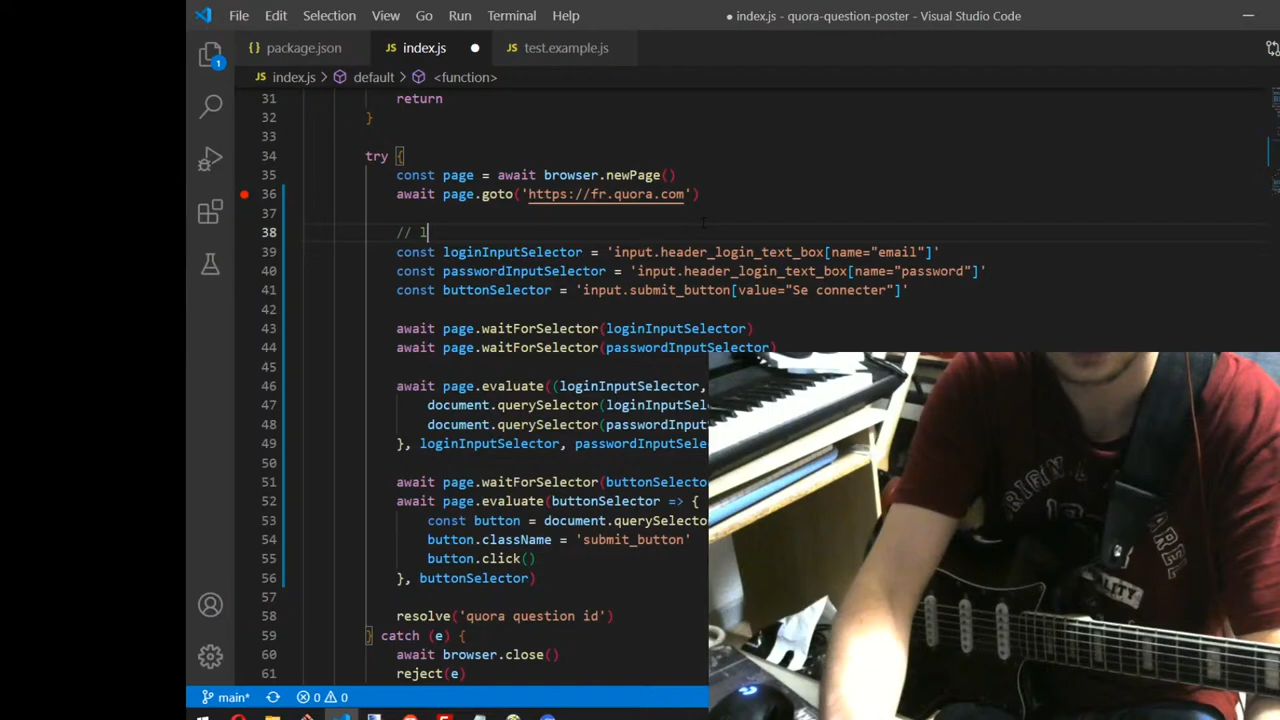 File Edit Selection View Go Run Terminal Help
● index.js - quora-question-poster - Visual Studio Code
{} package.json JS index.js ● JS test.example.js
JS index.js > default > <function>
1
31 return
32 }
33
34 try {
35 const page = await browser.newPage()
36 await page.goto('https://fr.quora.com')
37
38 // l
39 const loginInputSelector = 'input.header_login_text_box[name="email"]'
40 const passwordInputSelector = 'input.header_login_text_box[name="password"]'
41 const buttonSelector = 'input.submit_button[value="Se connecter"]'
42
43 await page.waitForSelector(loginInputSelector)
44 await page.waitForSelector(passwordInputSelector)
45
46 await page.evaluate((loginInputSelector,
47 document.querySelector(loginInputSel
48 document.querySelector(passwordInput
49 }, loginInputSelector, passwordInputSele
50
51 await page.waitForSelector(buttonSelecto
52 await page.evaluate(buttonSelector => {
53 const button = document.querySelecto
54 button.className = 'submit_button'
55 button.click()
56 }, buttonSelector)
57
58 resolve('quora question id')
59 } catch (e) {
60 await browser.close()
61 reject(e)
main* 0 0
ORIGIN
PAREL
QUALITY